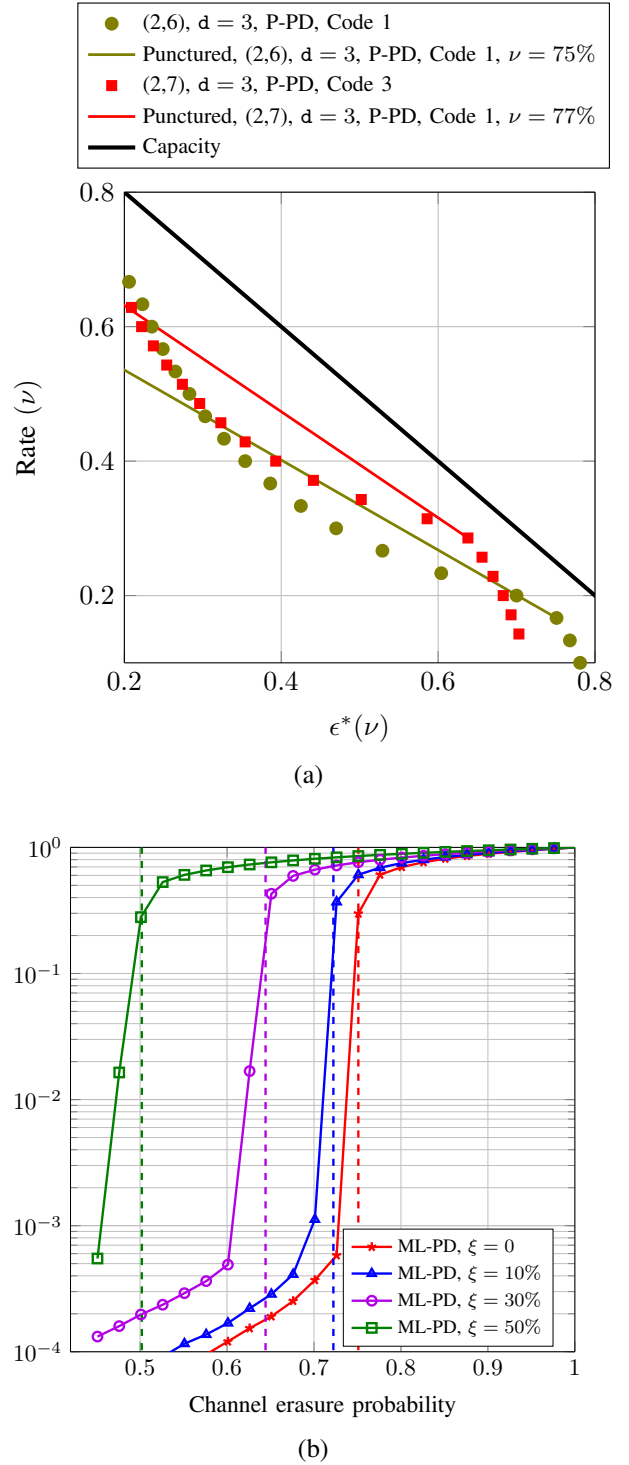 (2,6), d = 3, P-PD, Code 1
Punctured, (2,6), d = 3, P-PD, Code 1, ν = 75%
(2,7), d = 3, P-PD, Code 3
Punctured, (2,7), d = 3, P-PD, Code 1, ν = 77%
Capacity
0.8
0.6
0.4
0.2
Rate (ν)
0.2 0.4 0.6 0.8
ϵ*(ν)
(a)
10⁰
10⁻¹
10⁻²
10⁻³
10⁻⁴
ML-PD, ξ = 0
ML-PD, ξ = 10%
ML-PD, ξ = 30%
ML-PD, ξ = 50%
0.5 0.6 0.7 0.8 0.9 1
Channel erasure probability
(b)